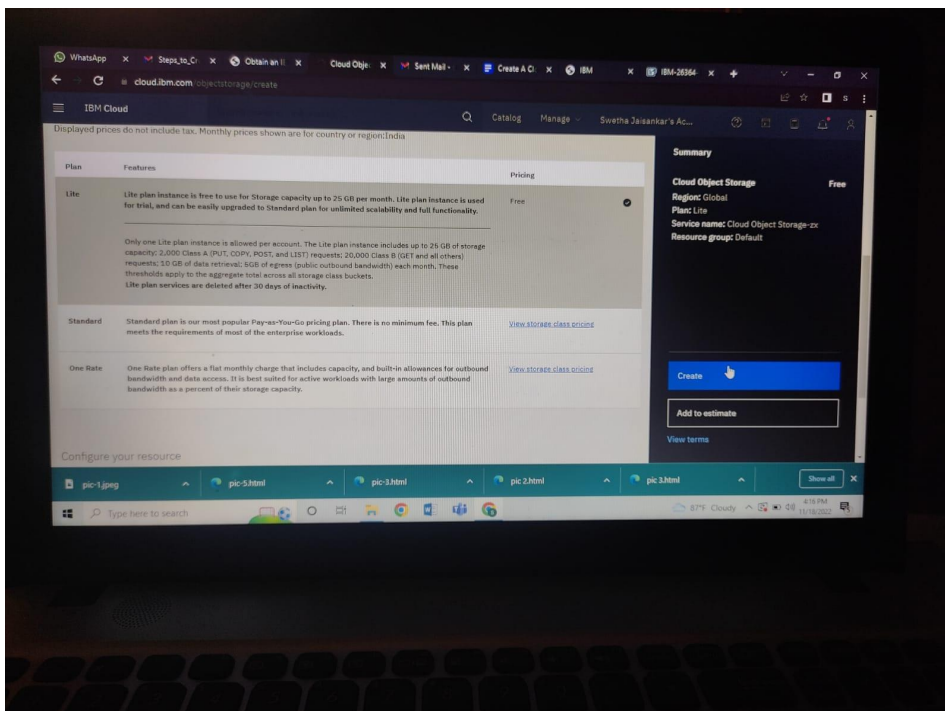 WhatsApp
Steps_to_Cr
Obtain an I
Cloud Obje
Sent Mail -
Create A Cl
IBM
IBM-26364-
cloud.ibm.com/objectstorage/create
IBM Cloud
Catalog
Manage
Swetha Jaisankar's Ac...
Displayed prices do not include tax. Monthly prices shown are for country or region:India
Plan
Features
Pricing
Lite
Lite plan instance is free to use for Storage capacity up to 25 GB per month. Lite plan instance is used
for trial, and can be easily upgraded to Standard plan for unlimited scalability and full functionality.
Free
Only one Lite plan instance is allowed per account. The Lite plan instance includes up to 25 GB of storage
capacity; 2,000 Class A (PUT, COPY, POST, and LIST) requests; 20,000 Class B (GET and all others)
requests; 10 GB of data retrieval; 5GB of egress (public outbound bandwidth) each month. These
thresholds apply to the aggregate total across all storage class buckets.
Lite plan services are deleted after 30 days of inactivity.
Standard
Standard plan is our most popular Pay-as-You-Go pricing plan. There is no minimum fee. This plan
meets the requirements of most of the enterprise workloads.
View storage class pricing
One Rate
One Rate plan offers a flat monthly charge that includes capacity, and built-in allowances for outbound
bandwidth and data access. It is best suited for active workloads with large amounts of outbound
bandwidth as a percent of their storage capacity.
View storage class pricing
Configure your resource
Summary
Cloud Object Storage
Free
Region: Global
Plan: Lite
Service name: Cloud Object Storage-zx
Resource group: Default
Create
Add to estimate
View terms
pic-1.jpeg
pic-5.html
pic-3.html
pic 2.html
pic 3.html
Show all
Type here to search
87°F Cloudy
4:16 PM
11/18/2022